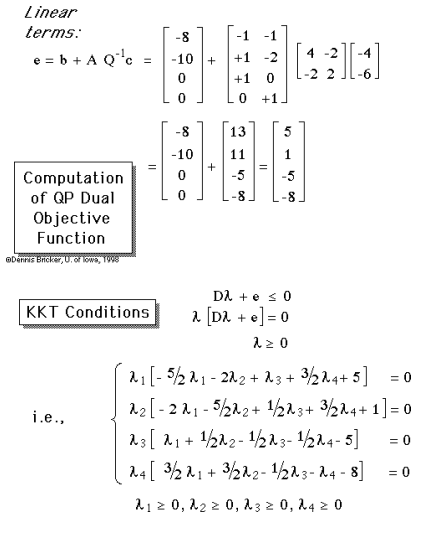 Linear
terms:
e = b + A Q⁻¹c = [-8 -10 0 0] + [-1 -1 +1 -2 +1 0 0 +1] [4 -2 -2 2] [-4 -6]
= [-8 -10 0 0] + [13 11 -5 -8] = [5 1 -5 -8]
Computation
of QP Dual
Objective
Function
©Dennis Bricker, U. of Iowa, 1998
KKT Conditions
Dλ + e ≤ 0
λ [Dλ + e] = 0
λ ≥ 0
i.e.,
λ1 [- 5/2 λ1 - 2λ2 + λ3 + 3/2 λ4 + 5] = 0
λ2 [- 2 λ1 - 5/2 λ2 + 1/2 λ3 + 3/2 λ4 + 1] = 0
λ3 [ λ1 + 1/2 λ2 - 1/2 λ3 - 1/2 λ4 - 5] = 0
λ4 [ 3/2 λ1 + 3/2 λ2 - 1/2 λ3 - λ4 - 8] = 0
λ1 ≥ 0, λ2 ≥ 0, λ3 ≥ 0, λ4 ≥ 0